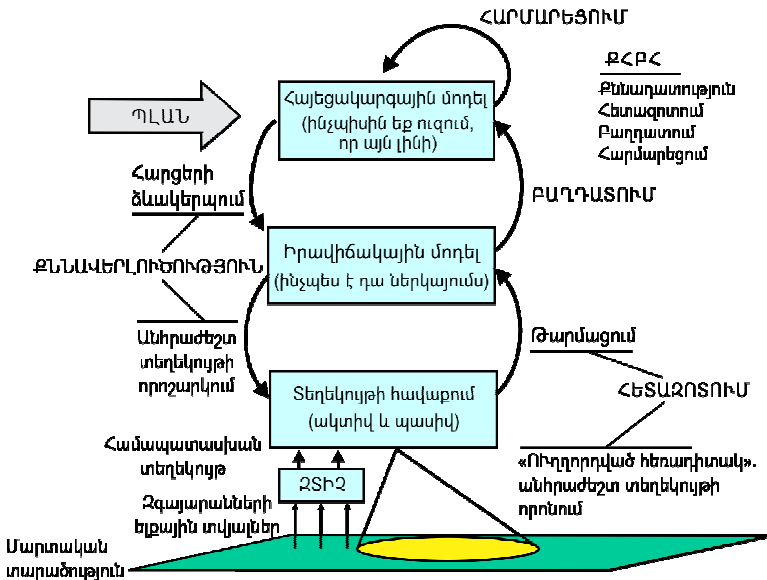 ՀԱՐՄԱՐԵՑՈՒՄ
ՔՀԲՀ
Քննադատություն
Հետազոտում
Բաղդատում
Հարմարեցում
ՊԼԱՆ
Հայեցակարգային մոդել
(ինչպիսին եք ուզում,
որ այն լինի)
Հարցերի
ձևակերպում
ԲԱՂԴԱՏՈՒՄ
Իրավիճակային մոդել
(ինչպես է դա ներկայումս)
ՔՆՆԱՎԵՐԼՈՒԾՈՒԹՅՈՒՆ
Անհրաժեշտ
տեղեկույթի
որոշարկում
Թարմացում
ՀԵՏԱԶՈՏՈՒՄ
Տեղեկույթի հավաքում
(ակտիվ և պասիվ)
Համապատասխան
տեղեկույթ
«ՈՒղղորդված հեռադիտակ».
անհրաժեշտ տեղեկույթի
որոնում
ԶՏԻՉ
Զգայարանների
ելքային տվյալներ
Մարտական
տարածություն